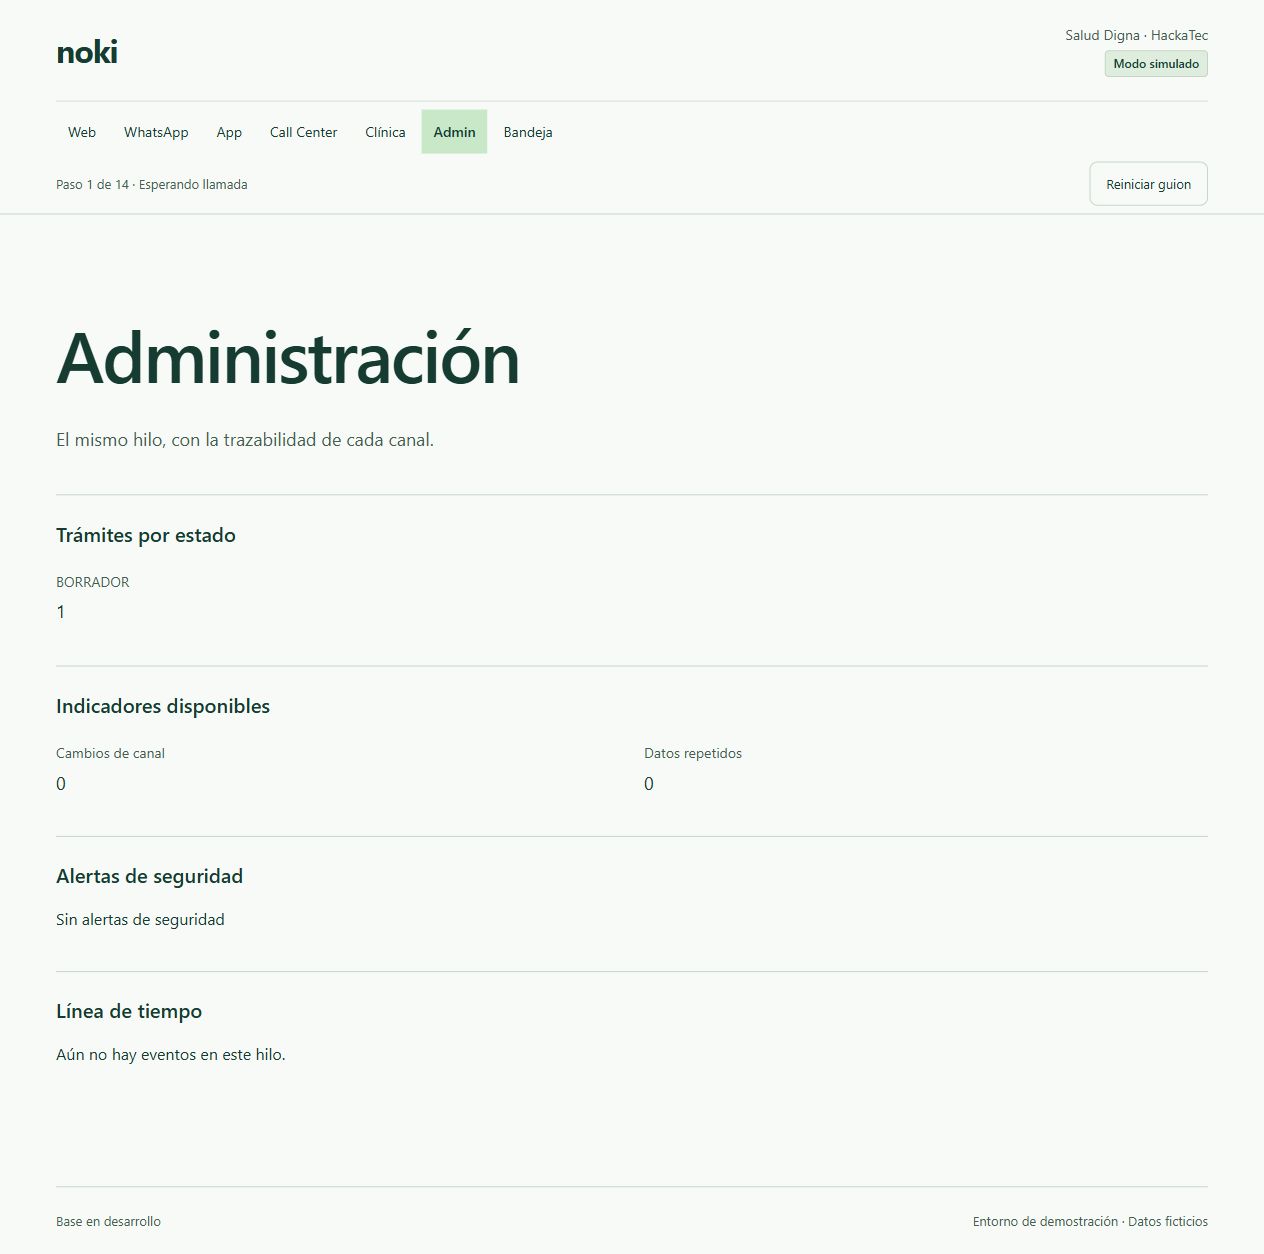 noki
Salud Digna · HackaTec
Modo simulado
Web WhatsApp App Call Center Clínica Admin Bandeja
Paso 1 de 14 · Esperando llamada
Reiniciar guion
Administración
El mismo hilo, con la trazabilidad de cada canal.
Trámites por estado
BORRADOR
1
Indicadores disponibles
Cambios de canal
0
Datos repetidos
0
Alertas de seguridad
Sin alertas de seguridad
Línea de tiempo
Aún no hay eventos en este hilo.
Base en desarrollo
Entorno de demostración · Datos ficticios